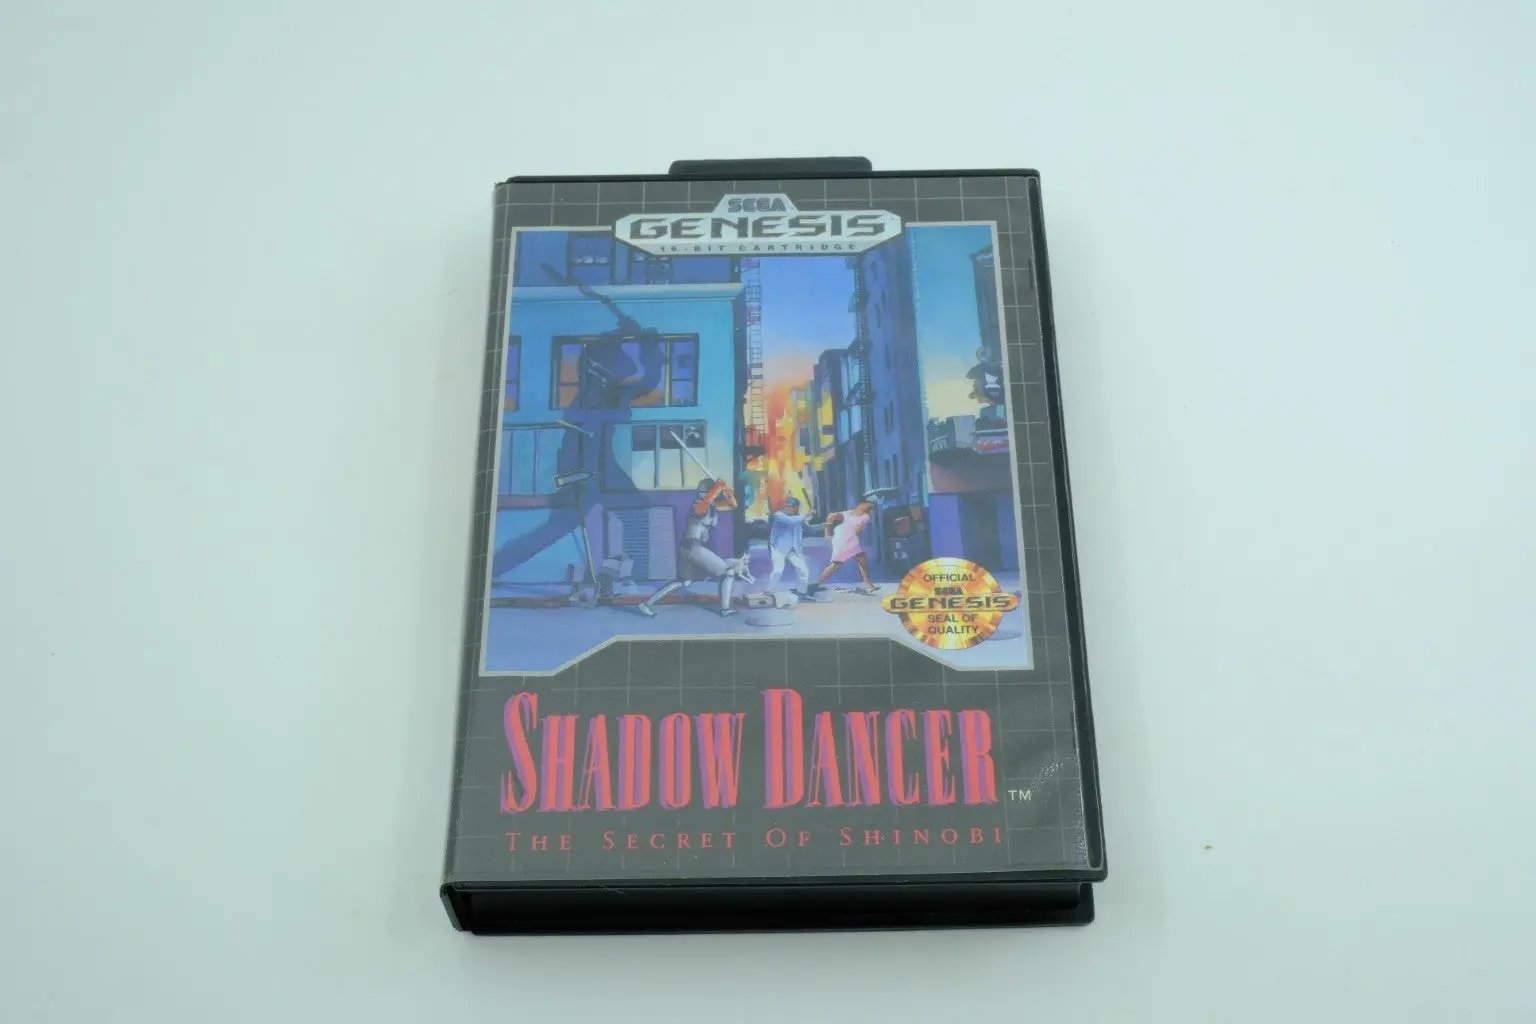 SEGA
GENESIS
16-BIT CARTRIDGE
OFFICIAL
SEGA
GENESIS
SEAL OF
QUALITY
SHADOW DANCER TM
THE SECRET OF SHINOBI